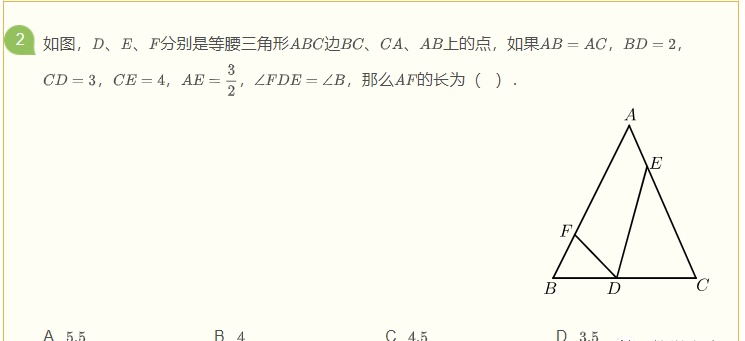 2 如图，D、E、F分别是等腰三角形ABC边BC、CA、AB上的点，如果AB = AC，BD = 2，
CD = 3，CE = 4，AE = 3/2，∠FDE = ∠B，那么AF的长为（ ）.
A
E
F
B D C
A 5.5 B 4 C 4.5 D 3.5